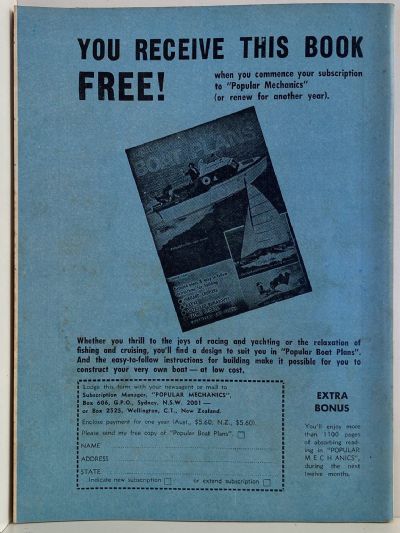 YOU RECEIVE THIS BOOK
FREE!
when you commence your subscription
to "Popular Mechanics"
(or renew for another year).
BOAT PLANS
Whether you thrill to the joys of racing and yachting or the relaxation of
fishing and cruising, you'll find a design to suit you in "Popular Boat Plans".
And the easy-to-follow instructions for building make it possible for you to
construct your very own boat — at low cost.
Lodge this form with your newsagent or mail to
Subscription Manager, "POPULAR MECHANICS",
Box 606, G.P.O., Sydney, N.S.W. 2001 —
or Box 2525, Wellington, C.1., New Zealand.
Enclose payment for one year (Aust., $5.60, N.Z., $5.60).
Please send my free copy of "Popular Boat Plans"
NAME
ADDRESS
STATE
Indicate new subscription or extend subscription
EXTRA
BONUS
You'll enjoy more
than 1100 pages
of absorbing read-
ing in "POPULAR
MECHANICS",
during the next
twelve months.